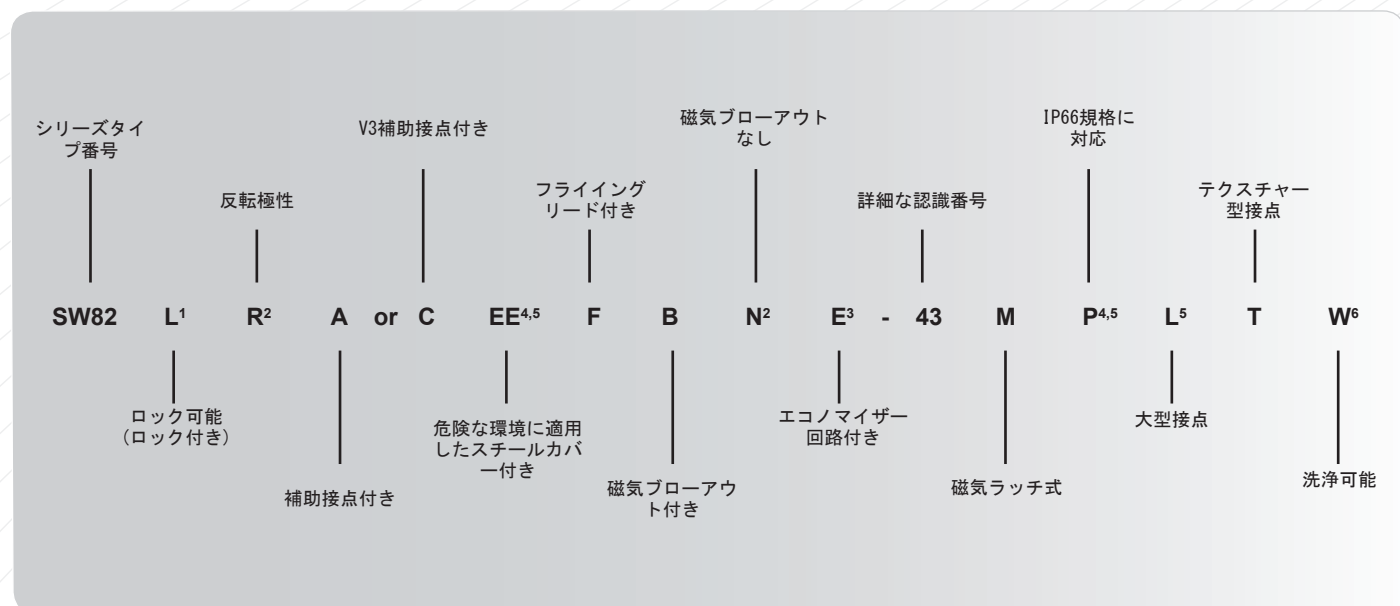 シリーズタイ
プ番号
V3補助接点付き
磁気ブローアウト
なし
IP66規格に
対応
反転極性
フライイング
リード付き
詳細な認識番号
テクスチャー
型接点
SW82 L¹ R² A or C EE⁴,⁵ F B N² E³ - 43 M P⁴,⁵ L⁵ T W⁶
ロック可能
(ロック付き)
危険な環境に適用
したスチールカバ
ー付き
エコノマイザー
回路付き
大型接点
補助接点付き
磁気ブローアウ
ト付き
磁気ラッチ式
洗浄可能